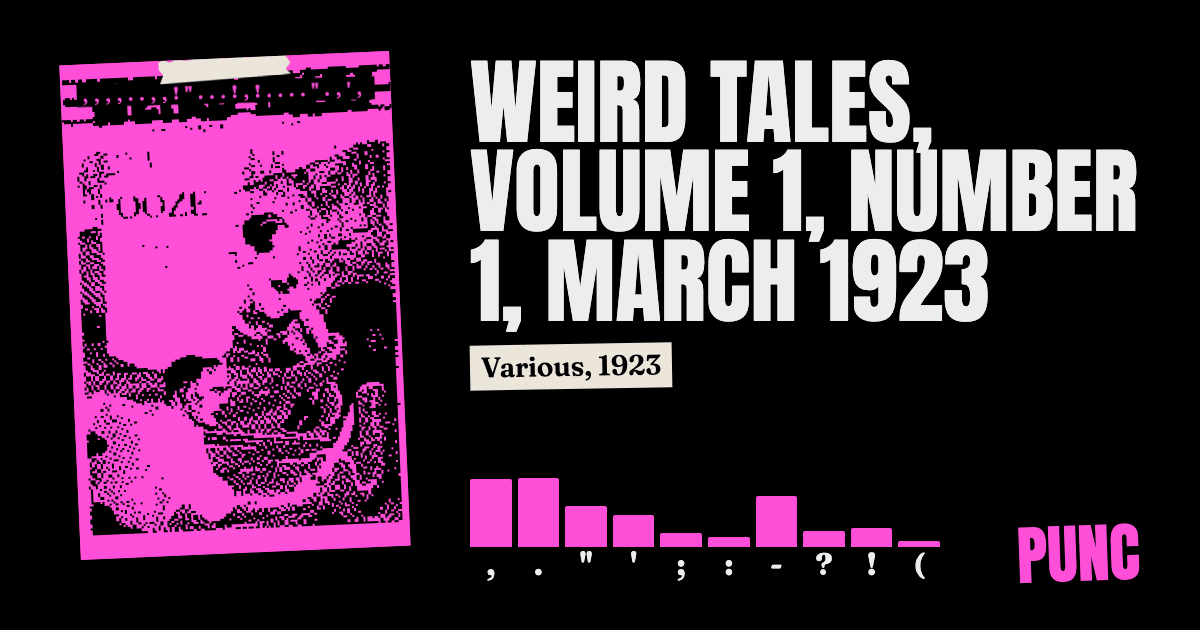 ,,,....,,!"...!,!....".,',
OOZE
WEIRD TALES,
VOLUME 1, NUMBER
1, MARCH 1923
Various, 1923
, . " ' ; : - ? ! (
PUNC